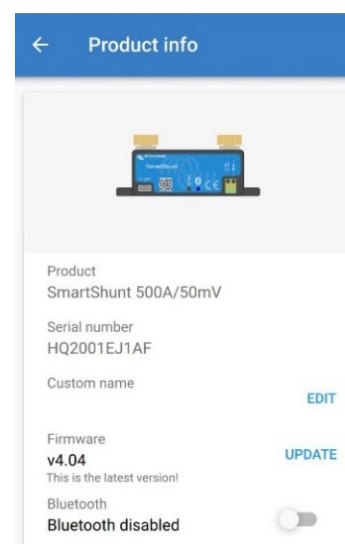 Product info
SmartShunt
Product
SmartShunt 500A/50mV
Serial number
HQ2001EJ1AF
Custom name
EDIT
Firmware
v4.04
UPDATE
This is the latest version!
Bluetooth
Bluetooth disabled